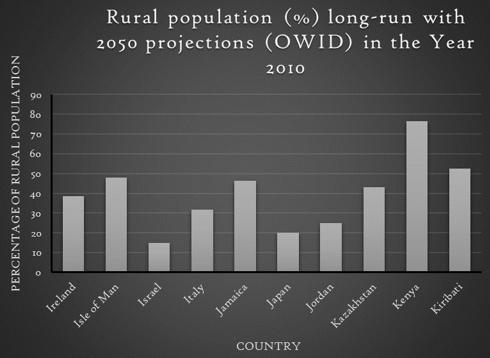 Rural population (%) long-run with
2050 projections (OWID) in the Year
2010
PERCENTAGE OF RURAL POPULATION
90
80
70
60
50
40
30
20
10
0
Ireland
Isle of Man
Israel
Italy
Jamaica
Japan
Jordan
Kazakhstan
Kenya
Kiribati
COUNTRY